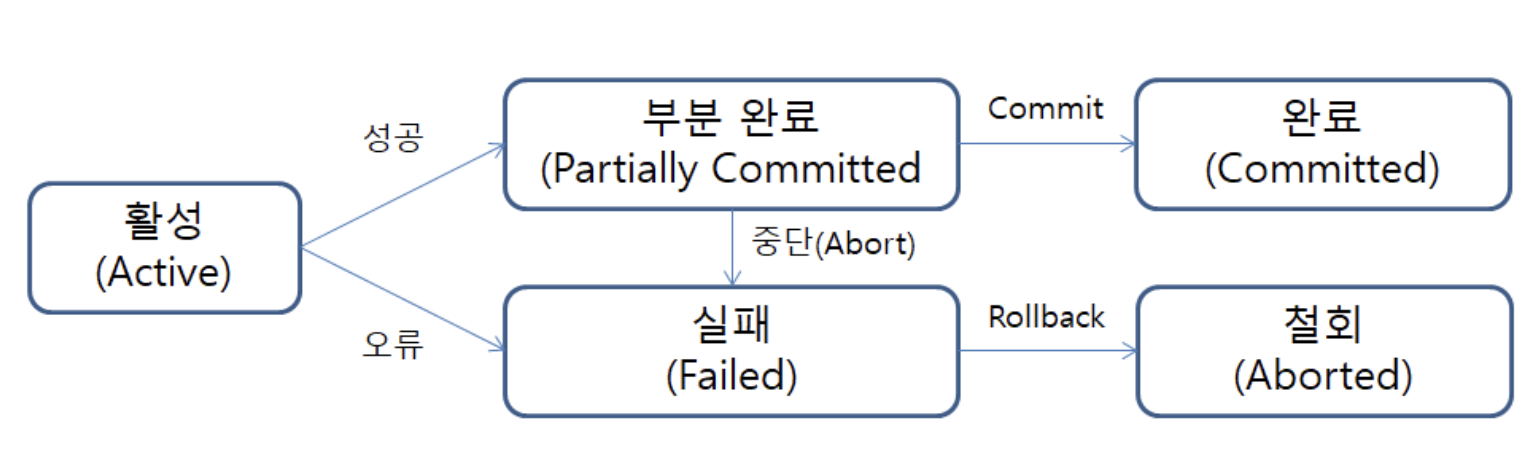 활성
(Active)
성공
오류
부분 완료
(Partially Committed
중단(Abort)
실패
(Failed)
Commit
완료
(Committed)
Rollback
철회
(Aborted)